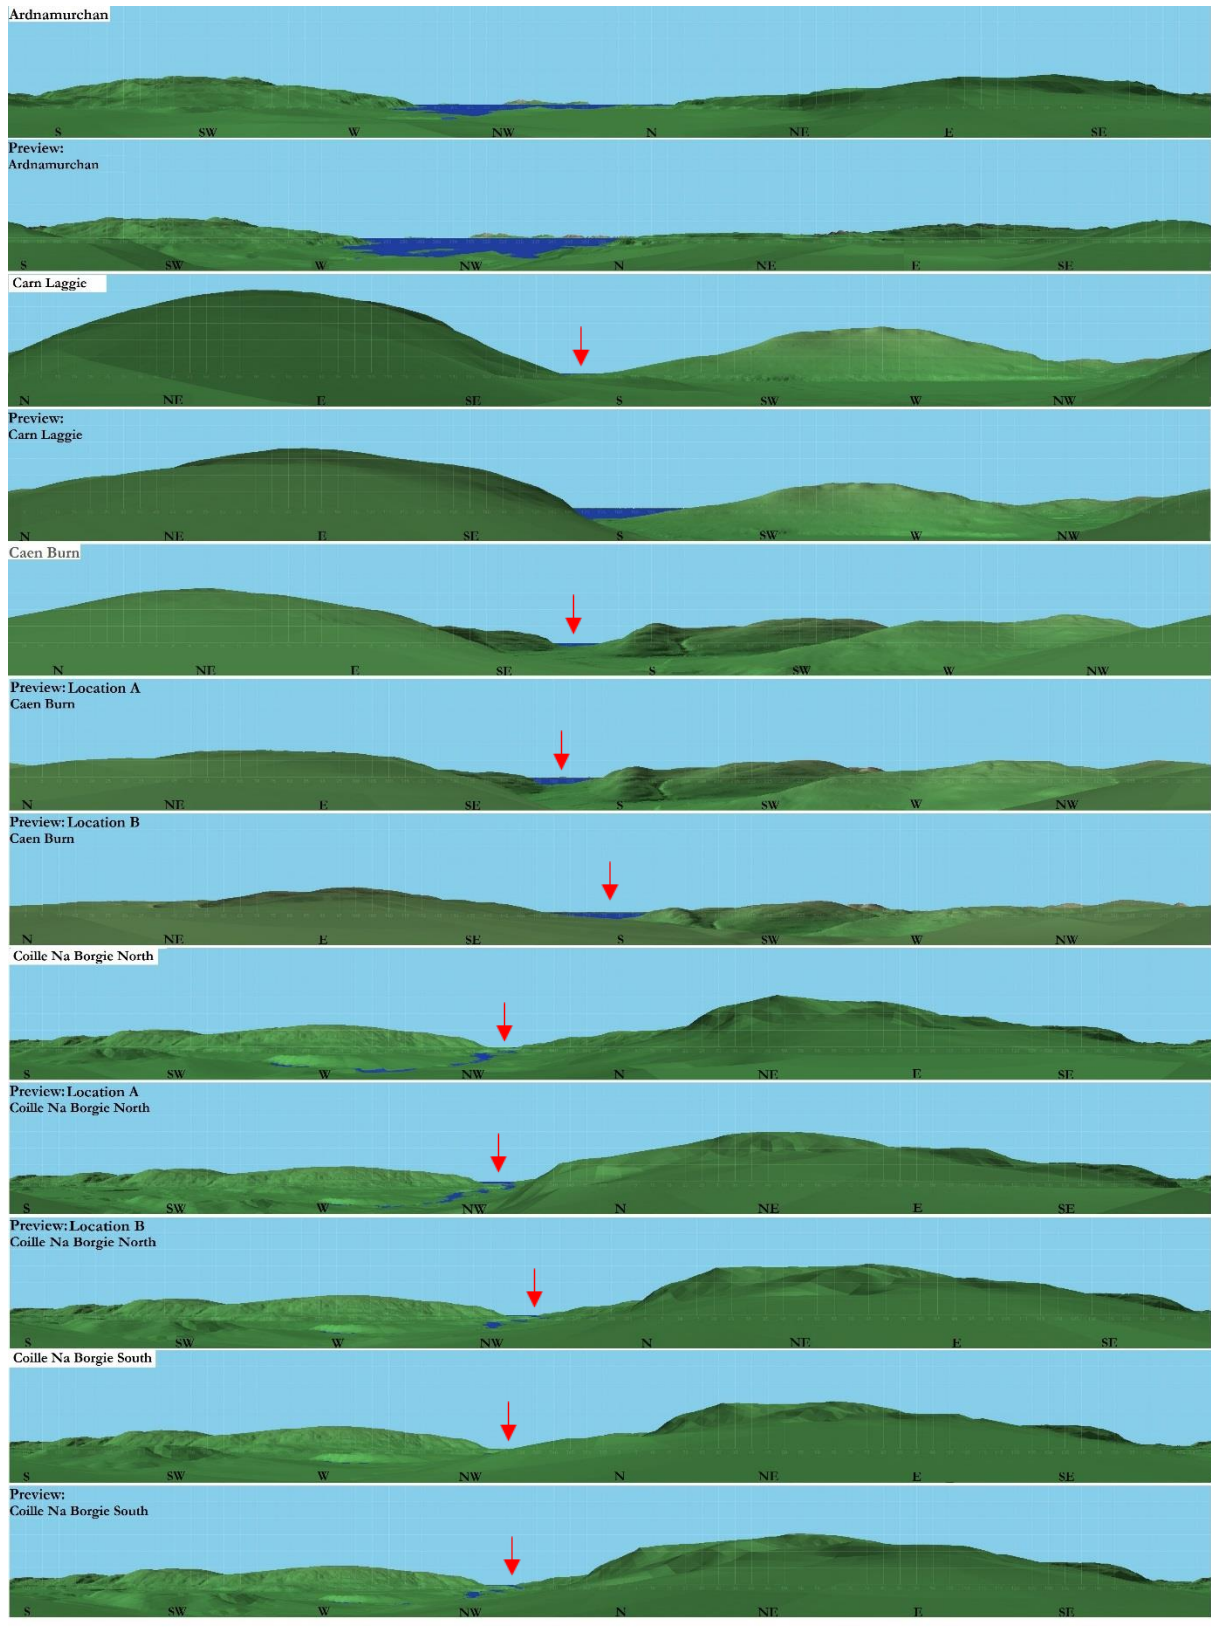 Ardnamurchan
S SW W NW N NE E SE
Preview:
Ardnamurchan
S SW W NW N NE E SE
Carn Laggie
N NE E SE S SW W NW
Preview:
Carn Laggie
N NE E SE S SW W NW
Caen Burn
N NE E SE S SW W NW
Preview: Location A
Caen Burn
N NE E SE S SW W NW
Preview: Location B
Caen Burn
N NE E SE S SW W NW
Coille Na Borgie North
S SW W NW N NE E SE
Preview: Location A
Coille Na Borgie North
S SW W NW N NE E SE
Preview: Location B
Coille Na Borgie North
S SW W NW N NE E SE
Coille Na Borgie South
S SW W NW N NE E SE
Preview:
Coille Na Borgie South
S SW W NW N NE E SE